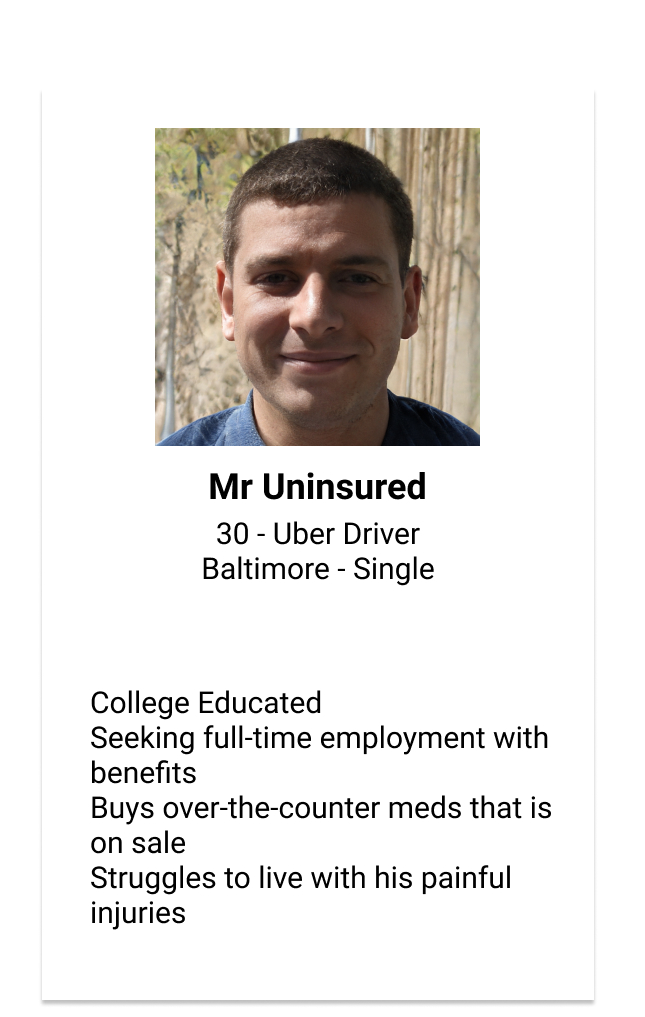 Mr Uninsured
30 - Uber Driver
Baltimore - Single
College Educated
Seeking full-time employment with
benefits
Buys over-the-counter meds that is
on sale
Struggles to live with his painful
injuries